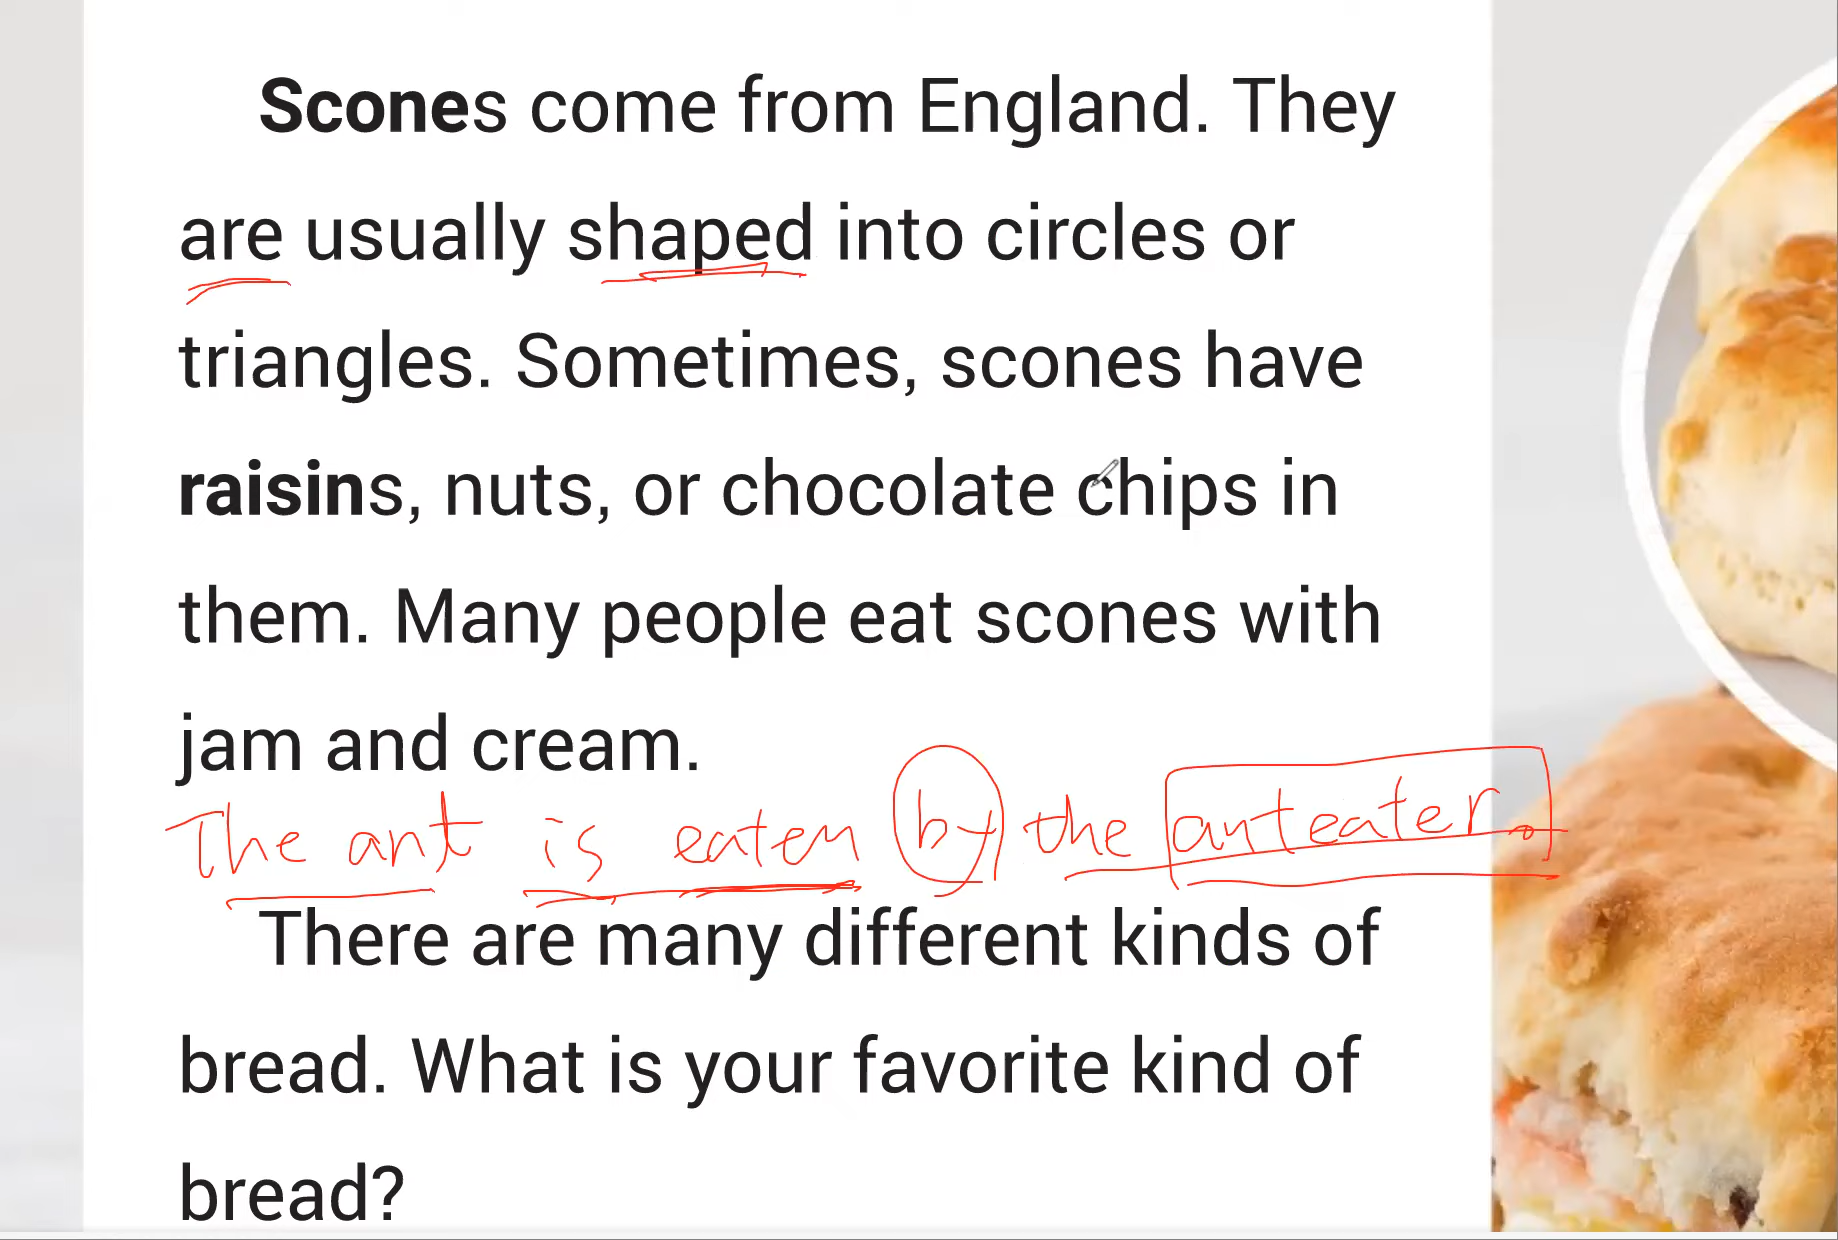 Scones come from England. They
are usually shaped into circles or
triangles. Sometimes, scones have
raisins, nuts, or chocolate chips in
them. Many people eat scones with
jam and cream.
The ant is eaten by the anteater.
There are many different kinds of
bread. What is your favorite kind of
bread?